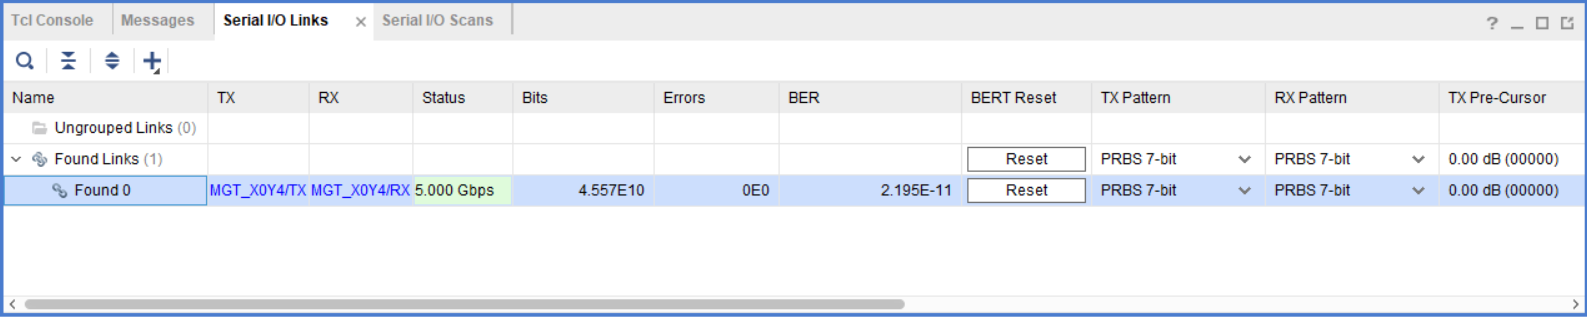 Tcl Console Messages Serial I/O Links × Serial I/O Scans ?
Name TX RX Status Bits Errors BER BERT Reset TX Pattern RX Pattern TX Pre-Cursor
Ungrouped Links (0)
Found Links (1) Reset PRBS 7-bit PRBS 7-bit 0.00 dB (00000)
Found 0 MGT_X0Y4/TX MGT_X0Y4/RX 5.000 Gbps 4.557E10 0E0 2.195E-11 Reset PRBS 7-bit PRBS 7-bit 0.00 dB (00000)